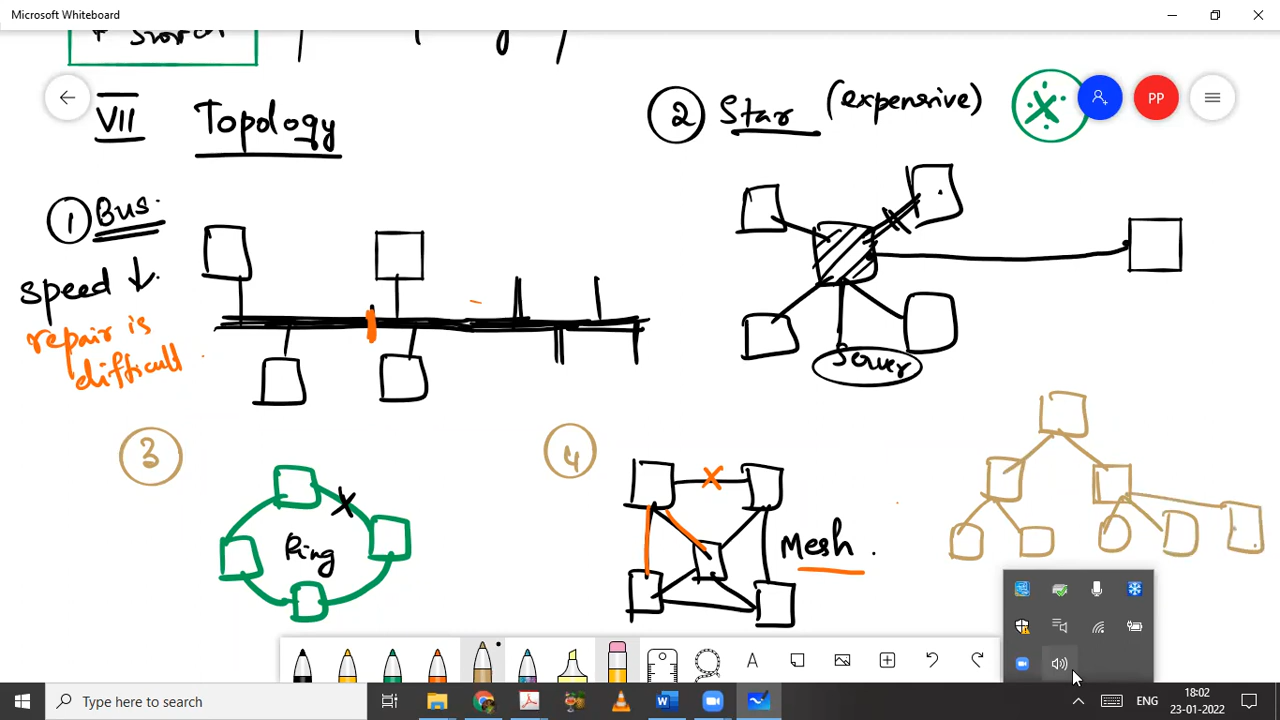 Microsoft Whiteboard
VII Topology
② Star (expensive)
PP
① Bus.
speed ↓
repair is
difficult
Server
3
4
Ring
Mesh .
A
Type here to search
ENG
18:02
23-01-2022